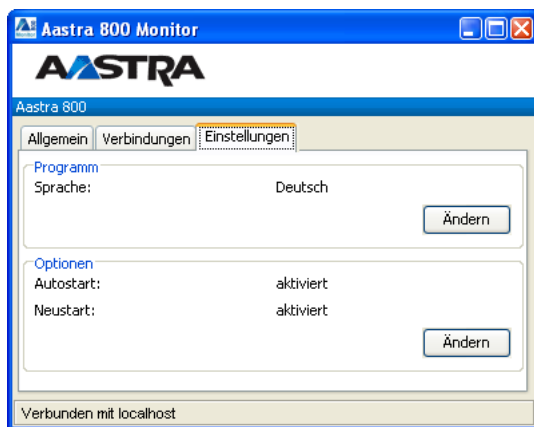 Aastra 800 Monitor
AASTRA
Aastra 800
Allgemein Verbindungen Einstellungen
Programm
Sprache: Deutsch
Ändern
Optionen
Autostart: aktiviert
Neustart: aktiviert
Ändern
Verbunden mit localhost